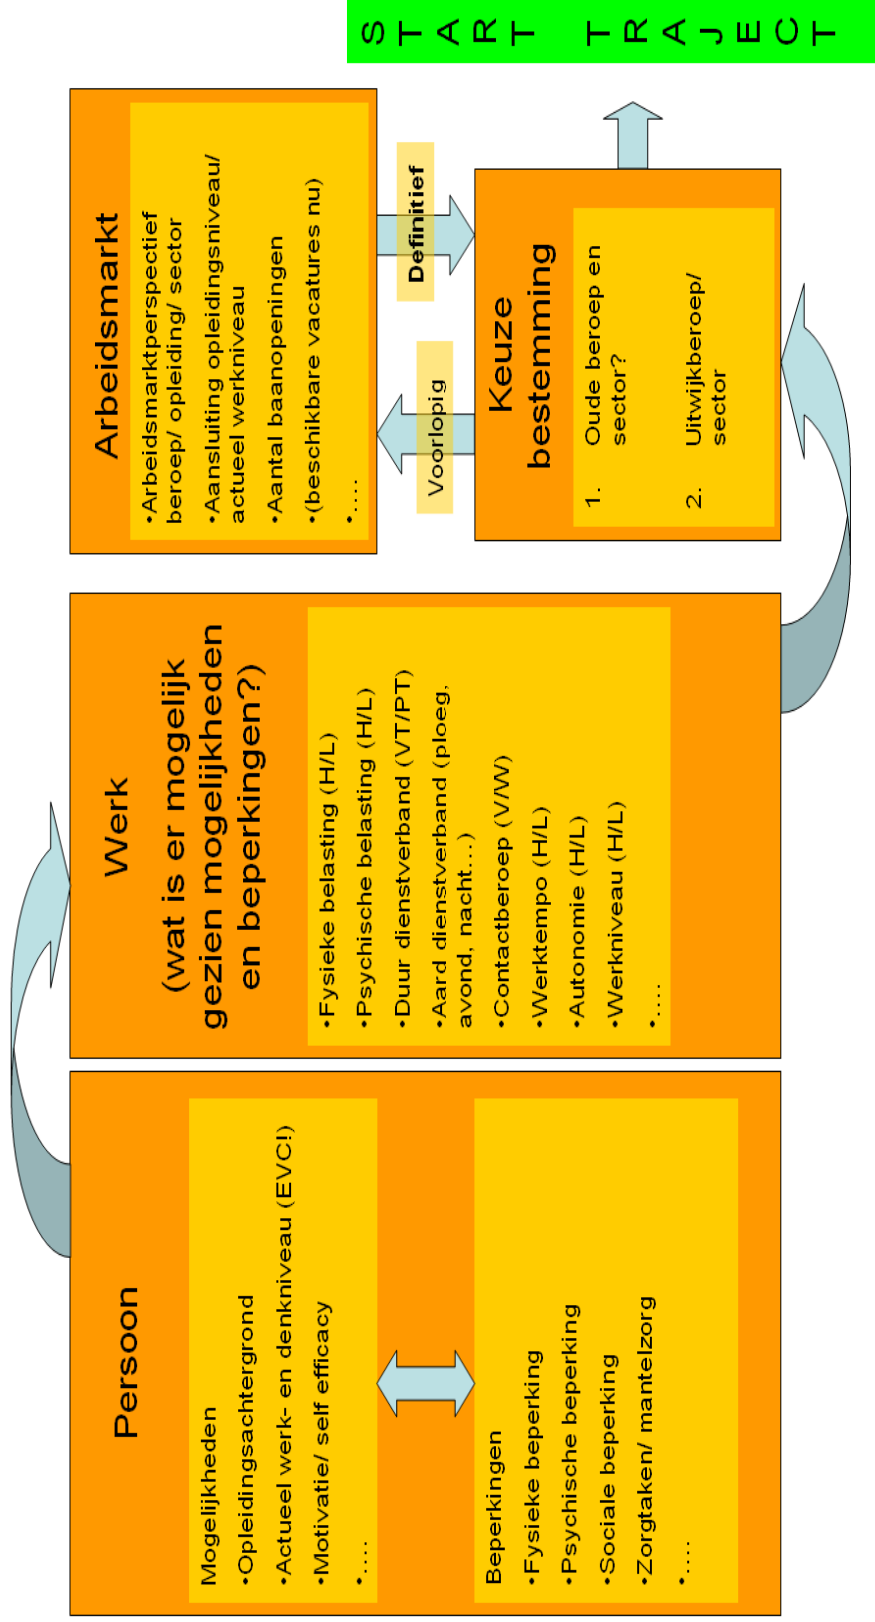 Persoon
Mogelijkheden
•Opleidingsachtergrond
•Actueel werk- en denkniveau (EVC!)
•Motivatie/ self efficacy
•....
Beperkingen
•Fysieke beperking
•Psychische beperking
•Sociale beperking
•Zorgtaken/ mantelzorg
•....
Werk
(wat is er mogelijk
gezien mogelijkheden
en beperkingen?)
•Fysieke belasting (H/L)
•Psychische belasting (H/L)
•Duur dienstverband (VT/PT)
•Aard dienstverband (ploeg,
avond, nacht...)
•Contactberoep (V/W)
•Werktempo (H/L)
•Autonomie (H/L)
•Werkniveau (H/L)
•....
Arbeidsmarkt
•Arbeidsmarktperspectief
beroep/ opleiding/ sector
•Aansluiting opleidingsniveau/
actueel werkniveau
•Aantal baanopeningen
•(beschikbare vacatures nu)
•....
Voorlopig
Definitief
Keuze
bestemming
1. Oude beroep en
sector?
2. Uitwijkberoep/
sector
START TRAJECT